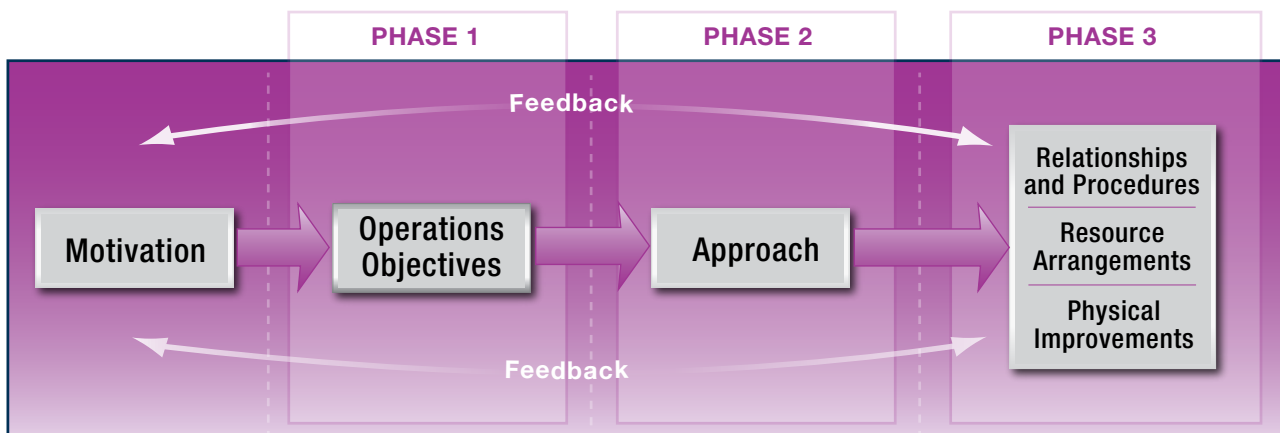 PHASE 1
PHASE 2
PHASE 3
Feedback
Motivation
Operations
Objectives
Approach
Relationships
and Procedures
Resource
Arrangements
Physical
Improvements
Feedback